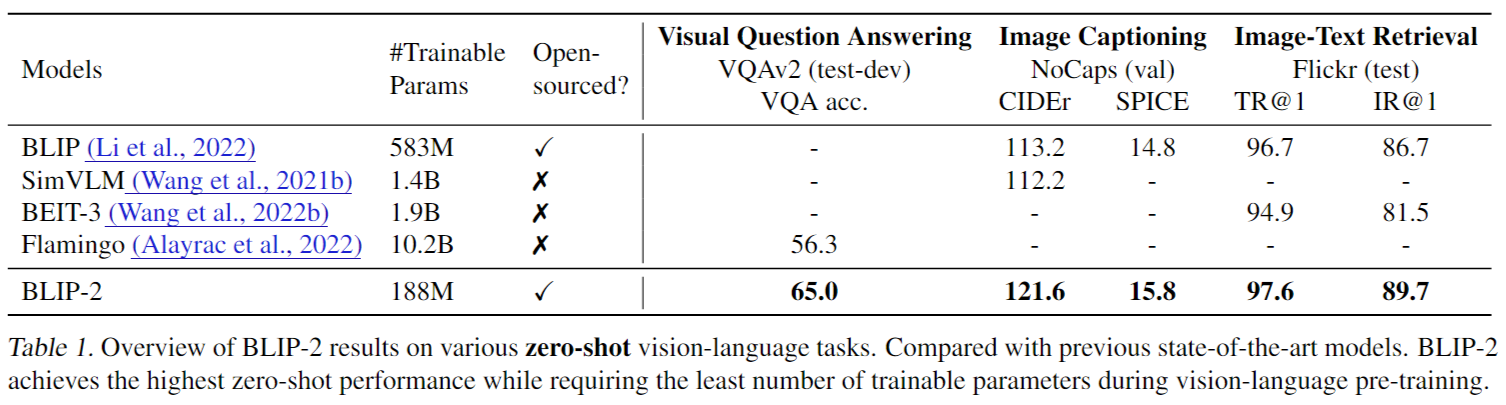 Models #Trainable Params Open-sourced? Visual Question Answering Image Captioning Image-Text Retrieval
VQAv2 (test-dev) NoCaps (val) Flickr (test)
VQA acc. CIDEr SPICE TR@1 IR@1
BLIP (Li et al., 2022) 583M ✓ - 113.2 14.8 96.7 86.7
SimVLM (Wang et al., 2021b) 1.4B ✗ - 112.2 - - -
BEIT-3 (Wang et al., 2022b) 1.9B ✗ - - - 94.9 81.5
Flamingo (Alayrac et al., 2022) 10.2B ✗ 56.3 - - - -
BLIP-2 188M ✓ 65.0 121.6 15.8 97.6 89.7
Table 1. Overview of BLIP-2 results on various zero-shot vision-language tasks. Compared with previous state-of-the-art models. BLIP-2
achieves the highest zero-shot performance while requiring the least number of trainable parameters during vision-language pre-training.